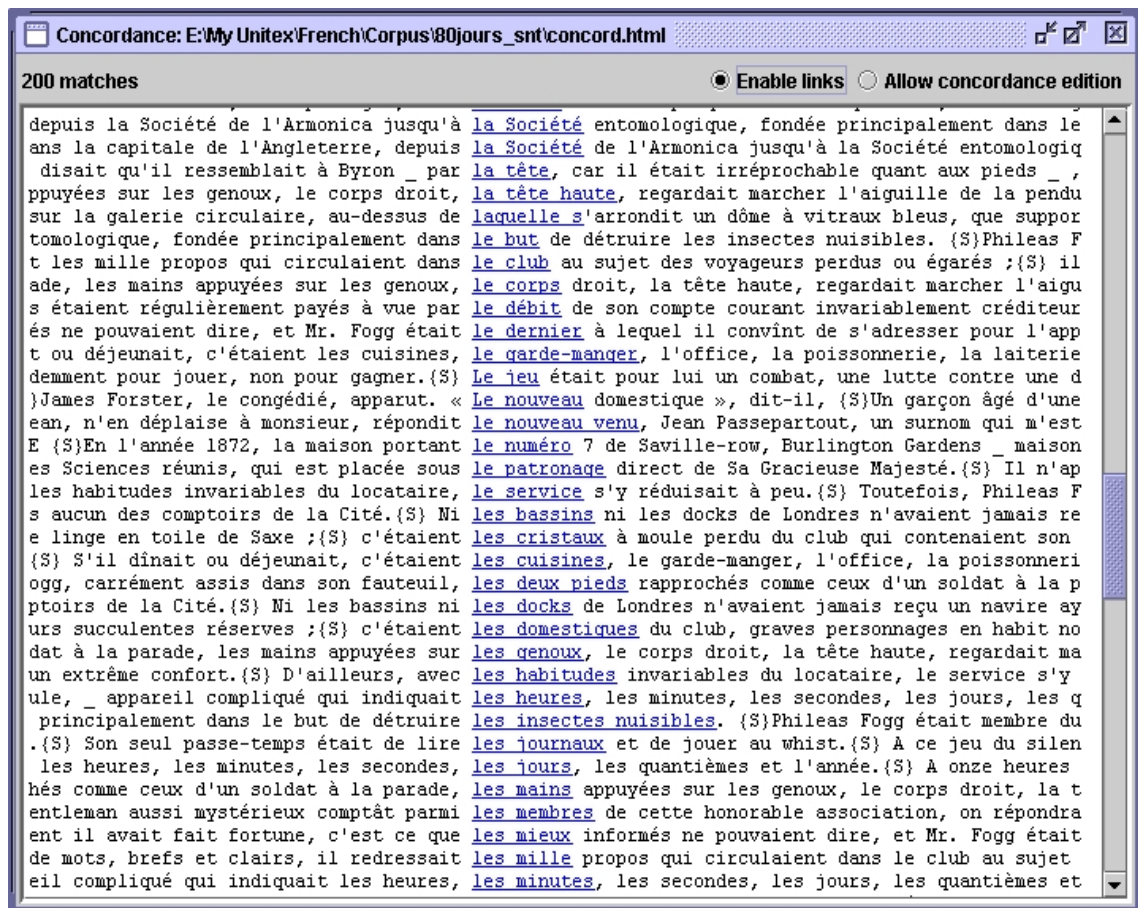 Concordance: E:\My Unitex\French\Corpus\80jours_snt\concord.html
200 matches Enable links Allow concordance edition
depuis la Société de l'Armonica jusqu'à la Société entomologique, fondée principalement dans le
ans la capitale de l'Angleterre, depuis la Société de l'Armonica jusqu'à la Société entomologiq
disait qu'il ressemblait à Byron _ par la tête, car il était irréprochable quant aux pieds _ ,
ppuyées sur les genoux, le corps droit, la tête haute, regardait marcher l'aiguille de la pendu
sur la galerie circulaire, au-dessus de laquelle s'arrondit un dôme à vitraux bleus, que suppor
tomologique, fondée principalement dans le but de détruire les insectes nuisibles. {S}Phileas F
t les mille propos qui circulaient dans le club au sujet des voyageurs perdus ou égarés ;{S} il
ade, les mains appuyées sur les genoux, le corps droit, la tête haute, regardait marcher l'aigu
s étaient régulièrement payés à vue par le débit de son compte courant invariablement créditeur
és ne pouvaient dire, et Mr. Fogg était le dernier à lequel il convînt de s'adresser pour l'app
t ou déjeunait, c'étaient les cuisines, le garde-manger, l'office, la poissonnerie, la laiterie
demment pour jouer, non pour gagner.{S} Le jeu était pour lui un combat, une lutte contre une d
}James Forster, le congédié, apparut. « Le nouveau domestique », dit-il, {S}Un garçon âgé d'une
ean, n'en déplaise à monsieur, répondit le nouveau venu, Jean Passepartout, un surnom qui m'est
E {S}En l'année 1872, la maison portant le numéro 7 de Saville-row, Burlington Gardens _ maison
es Sciences réunis, qui est placée sous le patronage direct de Sa Gracieuse Majesté.{S} Il n'ap
les habitudes invariables du locataire, le service s'y réduisait à peu.{S} Toutefois, Phileas F
s aucun des comptoirs de la Cité.{S} Ni les bassins ni les docks de Londres n'avaient jamais re
e linge en toile de Saxe ;{S} c'étaient les cristaux à moule perdu du club qui contenaient son
{S} S'il dînait ou déjeunait, c'étaient les cuisines, le garde-manger, l'office, la poissonneri
ogg, carrément assis dans son fauteuil, les deux pieds rapprochés comme ceux d'un soldat à la p
ptoirs de la Cité.{S} Ni les bassins ni les docks de Londres n'avaient jamais reçu un navire ay
urs succulentes réserves ;{S} c'étaient les domestiques du club, graves personnages en habit no
dat à la parade, les mains appuyées sur les genoux, le corps droit, la tête haute, regardait ma
un extrême confort.{S} D'ailleurs, avec les habitudes invariables du locataire, le service s'y
ule, _ appareil compliqué qui indiquait les heures, les minutes, les secondes, les jours, les q
principalement dans le but de détruire les insectes nuisibles. {S}Phileas Fogg était membre du
.{S} Son seul passe-temps était de lire les journaux et de jouer au whist.{S} A ce jeu du silen
les heures, les minutes, les secondes, les jours, les quantièmes et l'année.{S} A onze heures
hés comme ceux d'un soldat à la parade, les mains appuyées sur les genoux, le corps droit, la t
entleman aussi mystérieux comptât parmi les membres de cette honorable association, on répondra
ent il avait fait fortune, c'est ce que les mieux informés ne pouvaient dire, et Mr. Fogg était
de mots, brefs et clairs, il redressait les mille propos qui circulaient dans le club au sujet
eil compliqué qui indiquait les heures, les minutes, les secondes, les jours, les quantièmes et